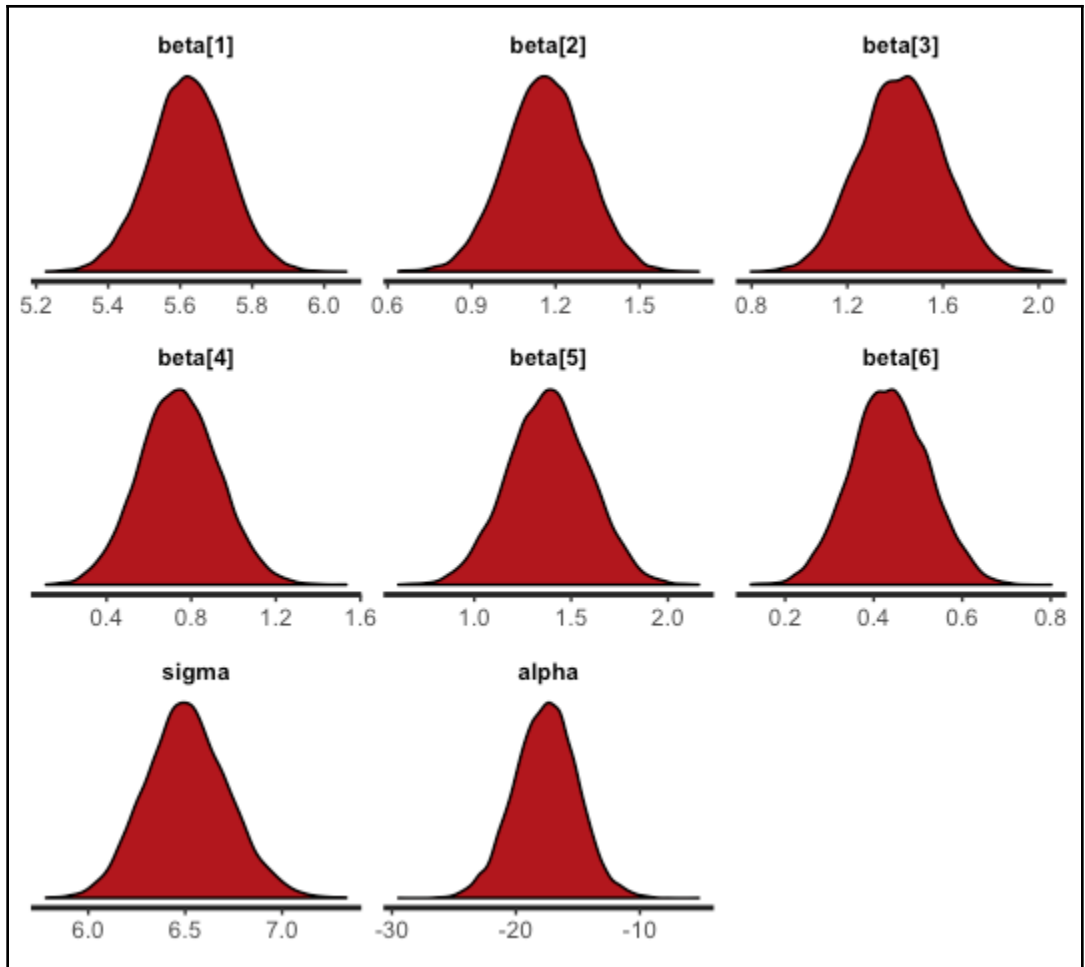 beta[1] beta[2] beta[3]
5.2 5.4 5.6 5.8 6.0 0.6 0.9 1.2 1.5 0.8 1.2 1.6 2.0
beta[4] beta[5] beta[6]
0.4 0.8 1.2 1.6 1.0 1.5 2.0 0.2 0.4 0.6 0.8
sigma alpha
6.0 6.5 7.0 -30 -20 -10